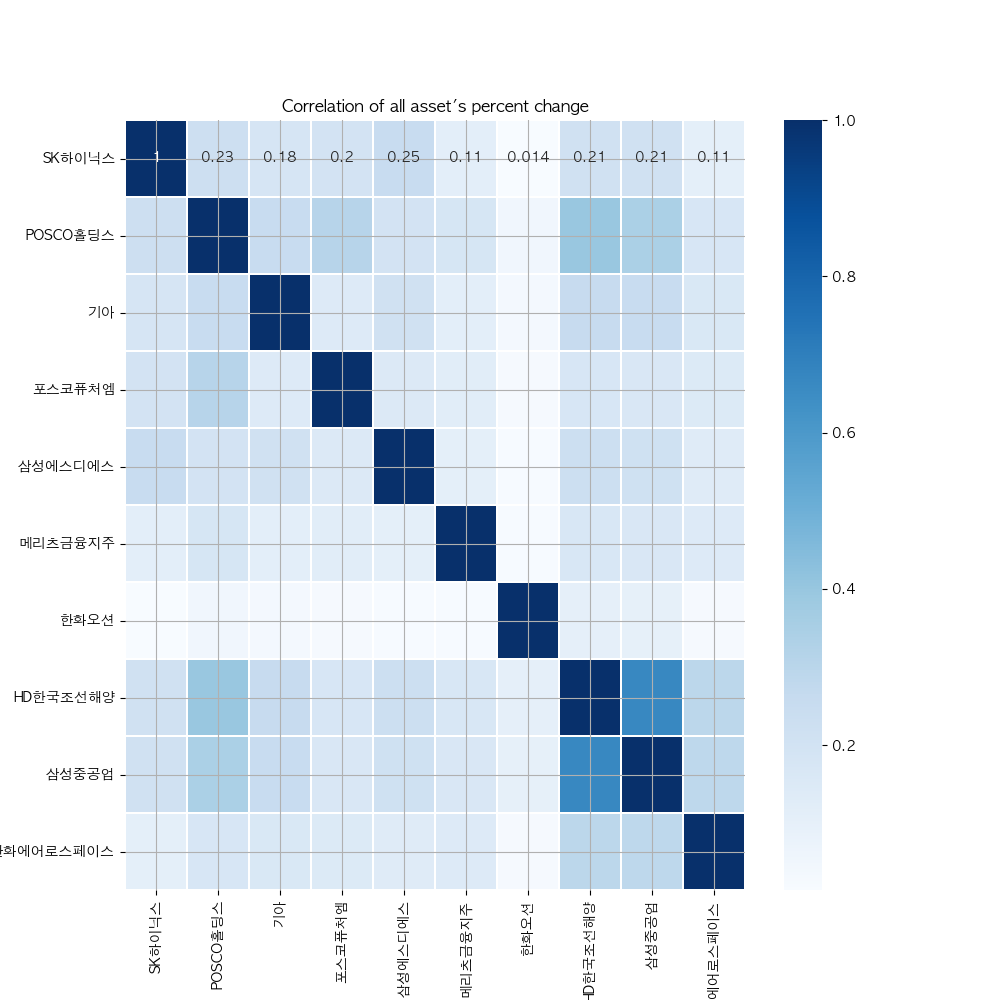 Correlation of all asset's percent change
SK하이닉스 1 0.23 0.18 0.2 0.25 0.11 0.014 0.21 0.21 0.11
POSCO홀딩스
기아
포스코퓨처엠
삼성에스디에스
메리츠금융지주
한화오션
HD한국조선해양
삼성중공업
한화에어로스페이스
SK하이닉스 POSCO홀딩스 기아 포스코퓨처엠 삼성에스디에스 메리츠금융지주 한화오션 HD한국조선해양 삼성중공업 에어로스페이스
1.0
0.8
0.6
0.4
0.2